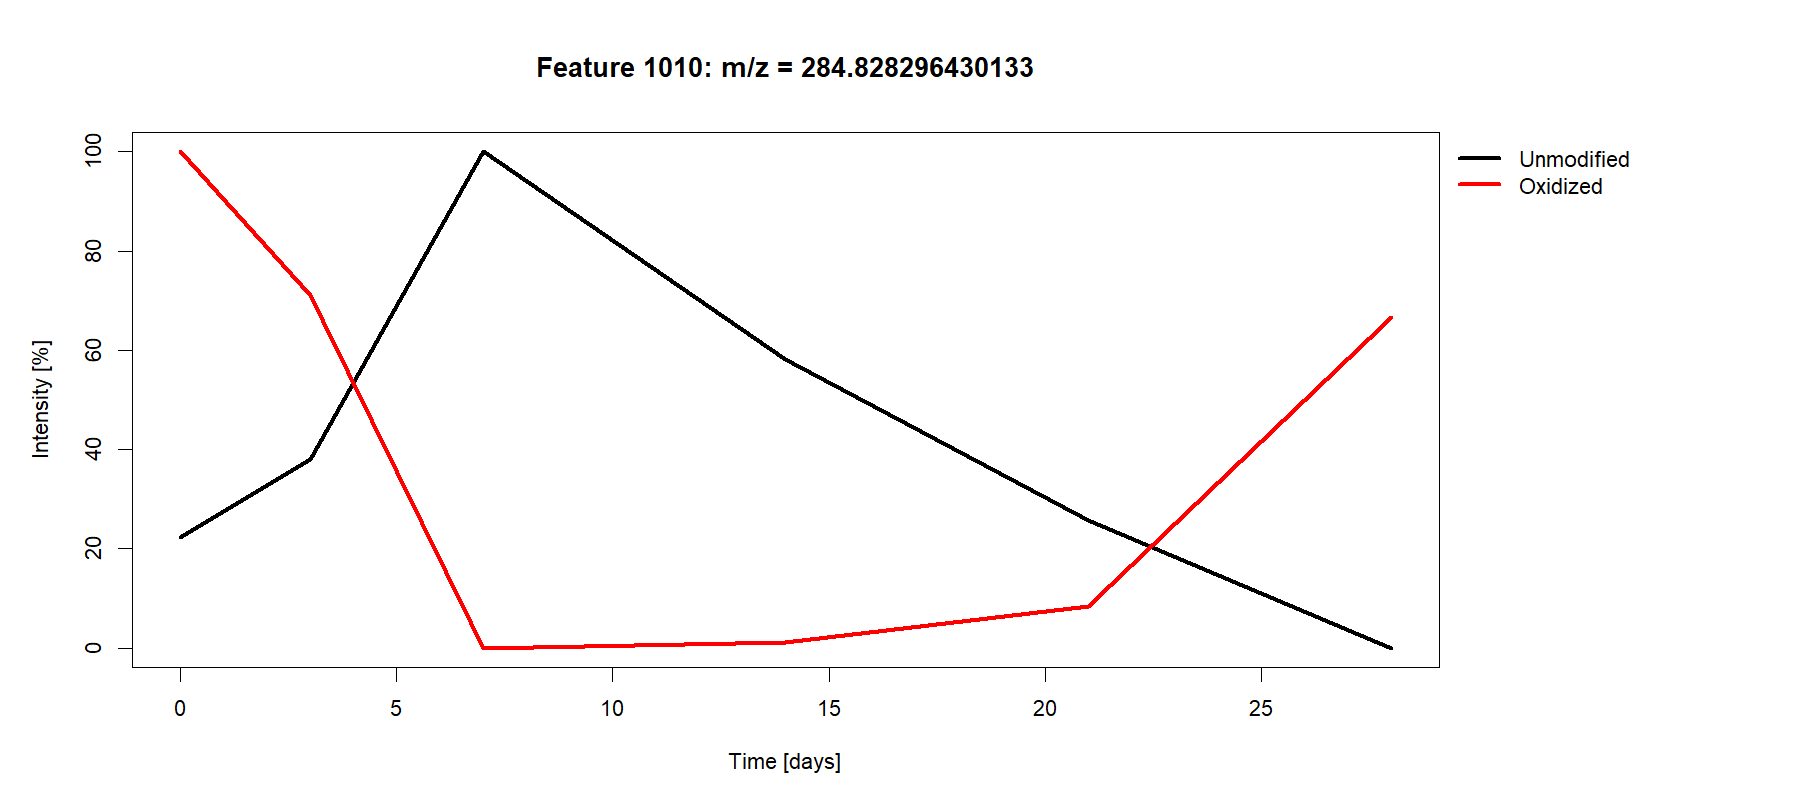 Feature 1010: m/z = 284.828296430133
Unmodified
Oxidized
100
80
60
40
20
0
Intensity [%]
0 5 10 15 20 25
Time [days]